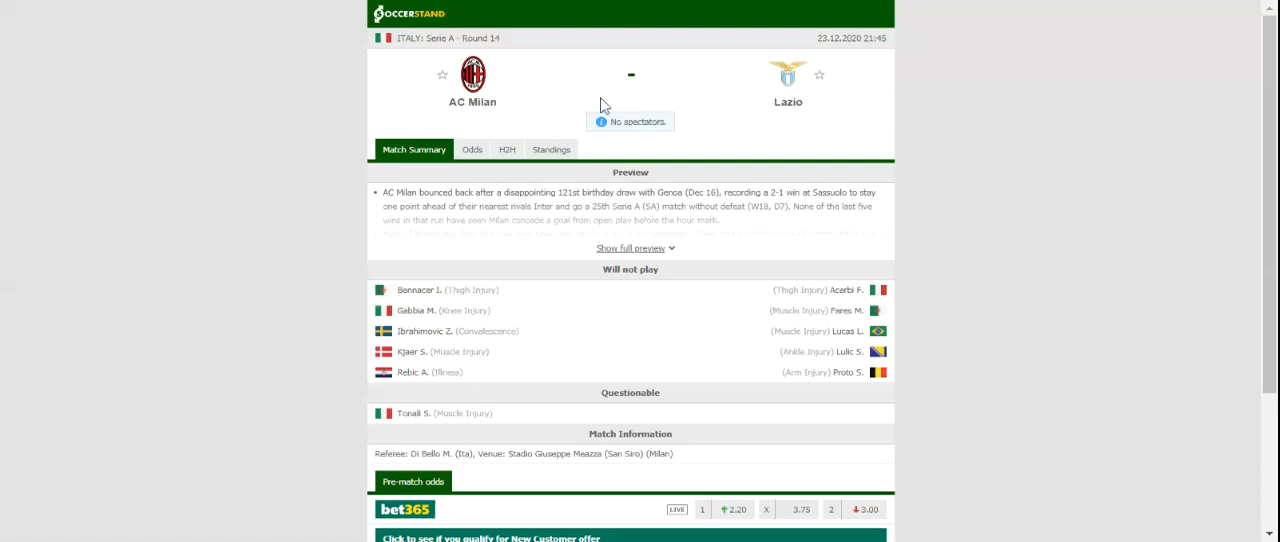 SOCCERSTAND
ITALY: Serie A - Round 14 23.12.2020 21:45
-
AC Milan Lazio
No spectators.
Match Summary Odds H2H Standings
Preview
• AC Milan bounced back after a disappointing 121st birthday draw with Genoa (Dec 16), recording a 2-1 win at Sassuolo to stay
one point ahead of their nearest rivals Inter and go a 25th Serie A (SA) match without defeat (W18, D7). None of the last five
wins in that run have seen Milan concede a goal from open play before the hour mark.
Show full preview
Will not play
Bennacer I. (Thigh Injury) (Thigh Injury) Acerbi F.
Gabbia M. (Knee Injury) (Muscle Injury) Fares M.
Ibrahimovic Z. (Convalescence) (Muscle Injury) Lucas L.
Kjaer S. (Muscle Injury) (Ankle Injury) Lulic S.
Rebic A. (Illness) (Arm Injury) Proto S.
Questionable
Tonali S. (Muscle Injury)
Match Information
Referee: Di Bello M. (Ita), Venue: Stadio Giuseppe Meazza (San Siro) (Milan)
Pre-match odds
bet365 LIVE 1 2.20 X 3.75 2 3.00
Click to see if you qualify for New Customer offer